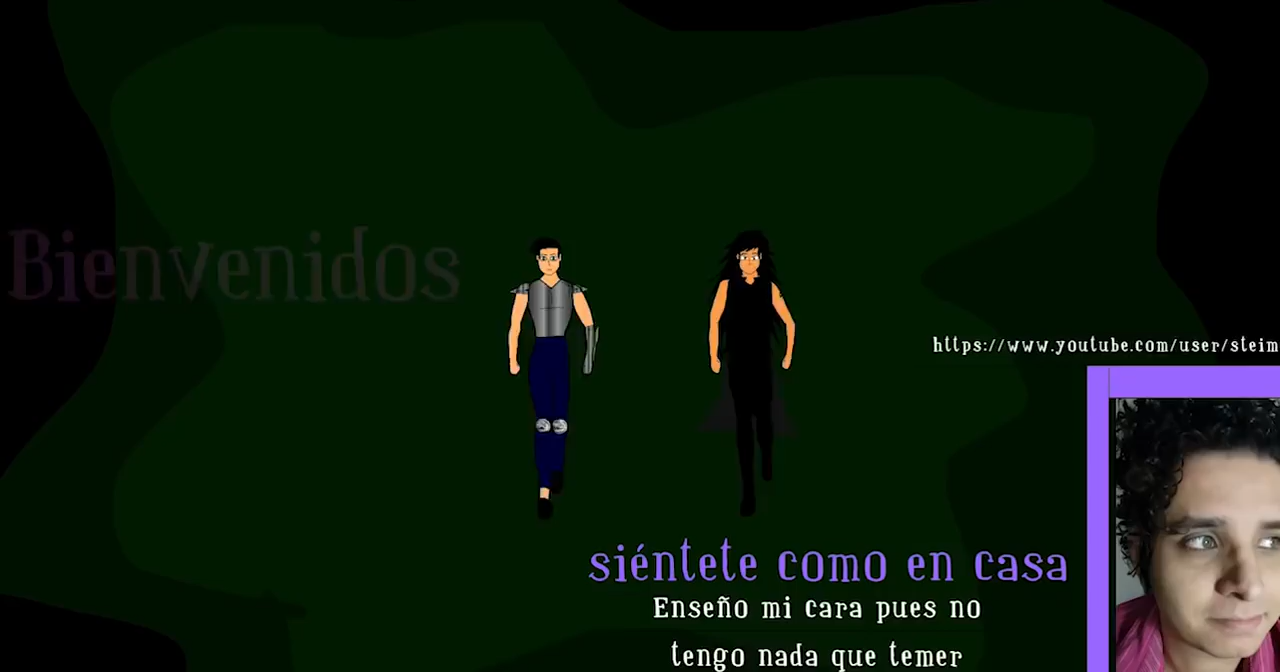 Bienvenidos
https://www.youtube.com/user/steim
siéntete como en casa
Enseño mi cara pues no
tengo nada que temer